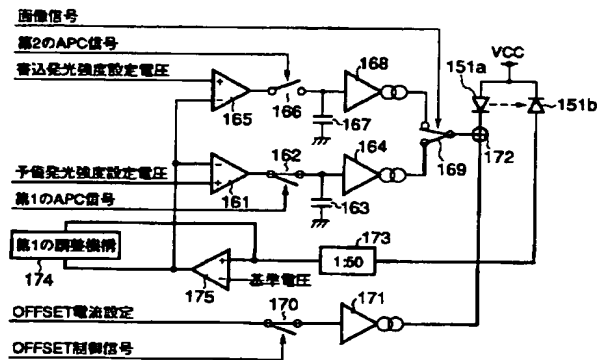 画像信号
第2のAPC信号
書込発光強度設定電圧
165
166
167
168
VCC
151a
151b
169
172
予備発光強度設定電圧
第1のAPC信号
161
162
163
164
第1の調整機構
174
175
基準電圧
173
1:50
OFFSET電流設定
170
171
OFFSET制御信号